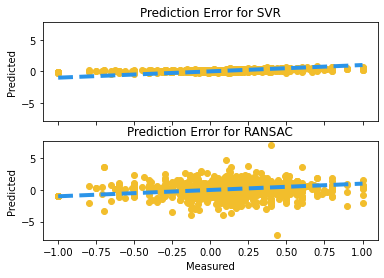 Prediction Error for SVR
5
0
−5
Predicted
Prediction Error for RANSAC
5
0
−5
Predicted
−1.00 −0.75 −0.50 −0.25 0.00 0.25 0.50 0.75 1.00
Measured